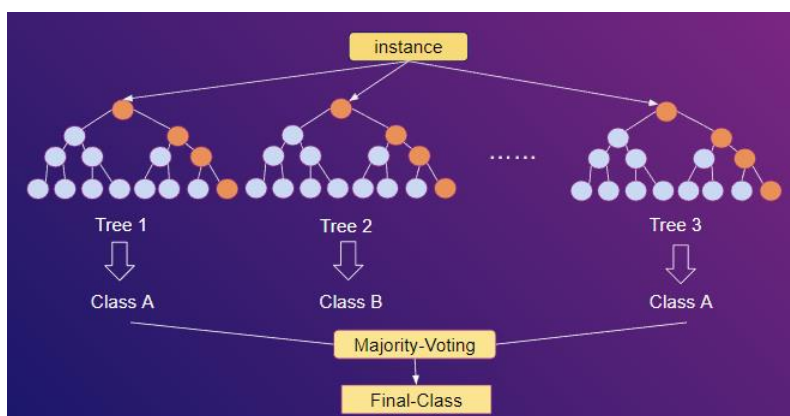 instance
......
Tree 1
Tree 2
Tree 3
Class A
Class B
Class A
Majority-Voting
Final-Class